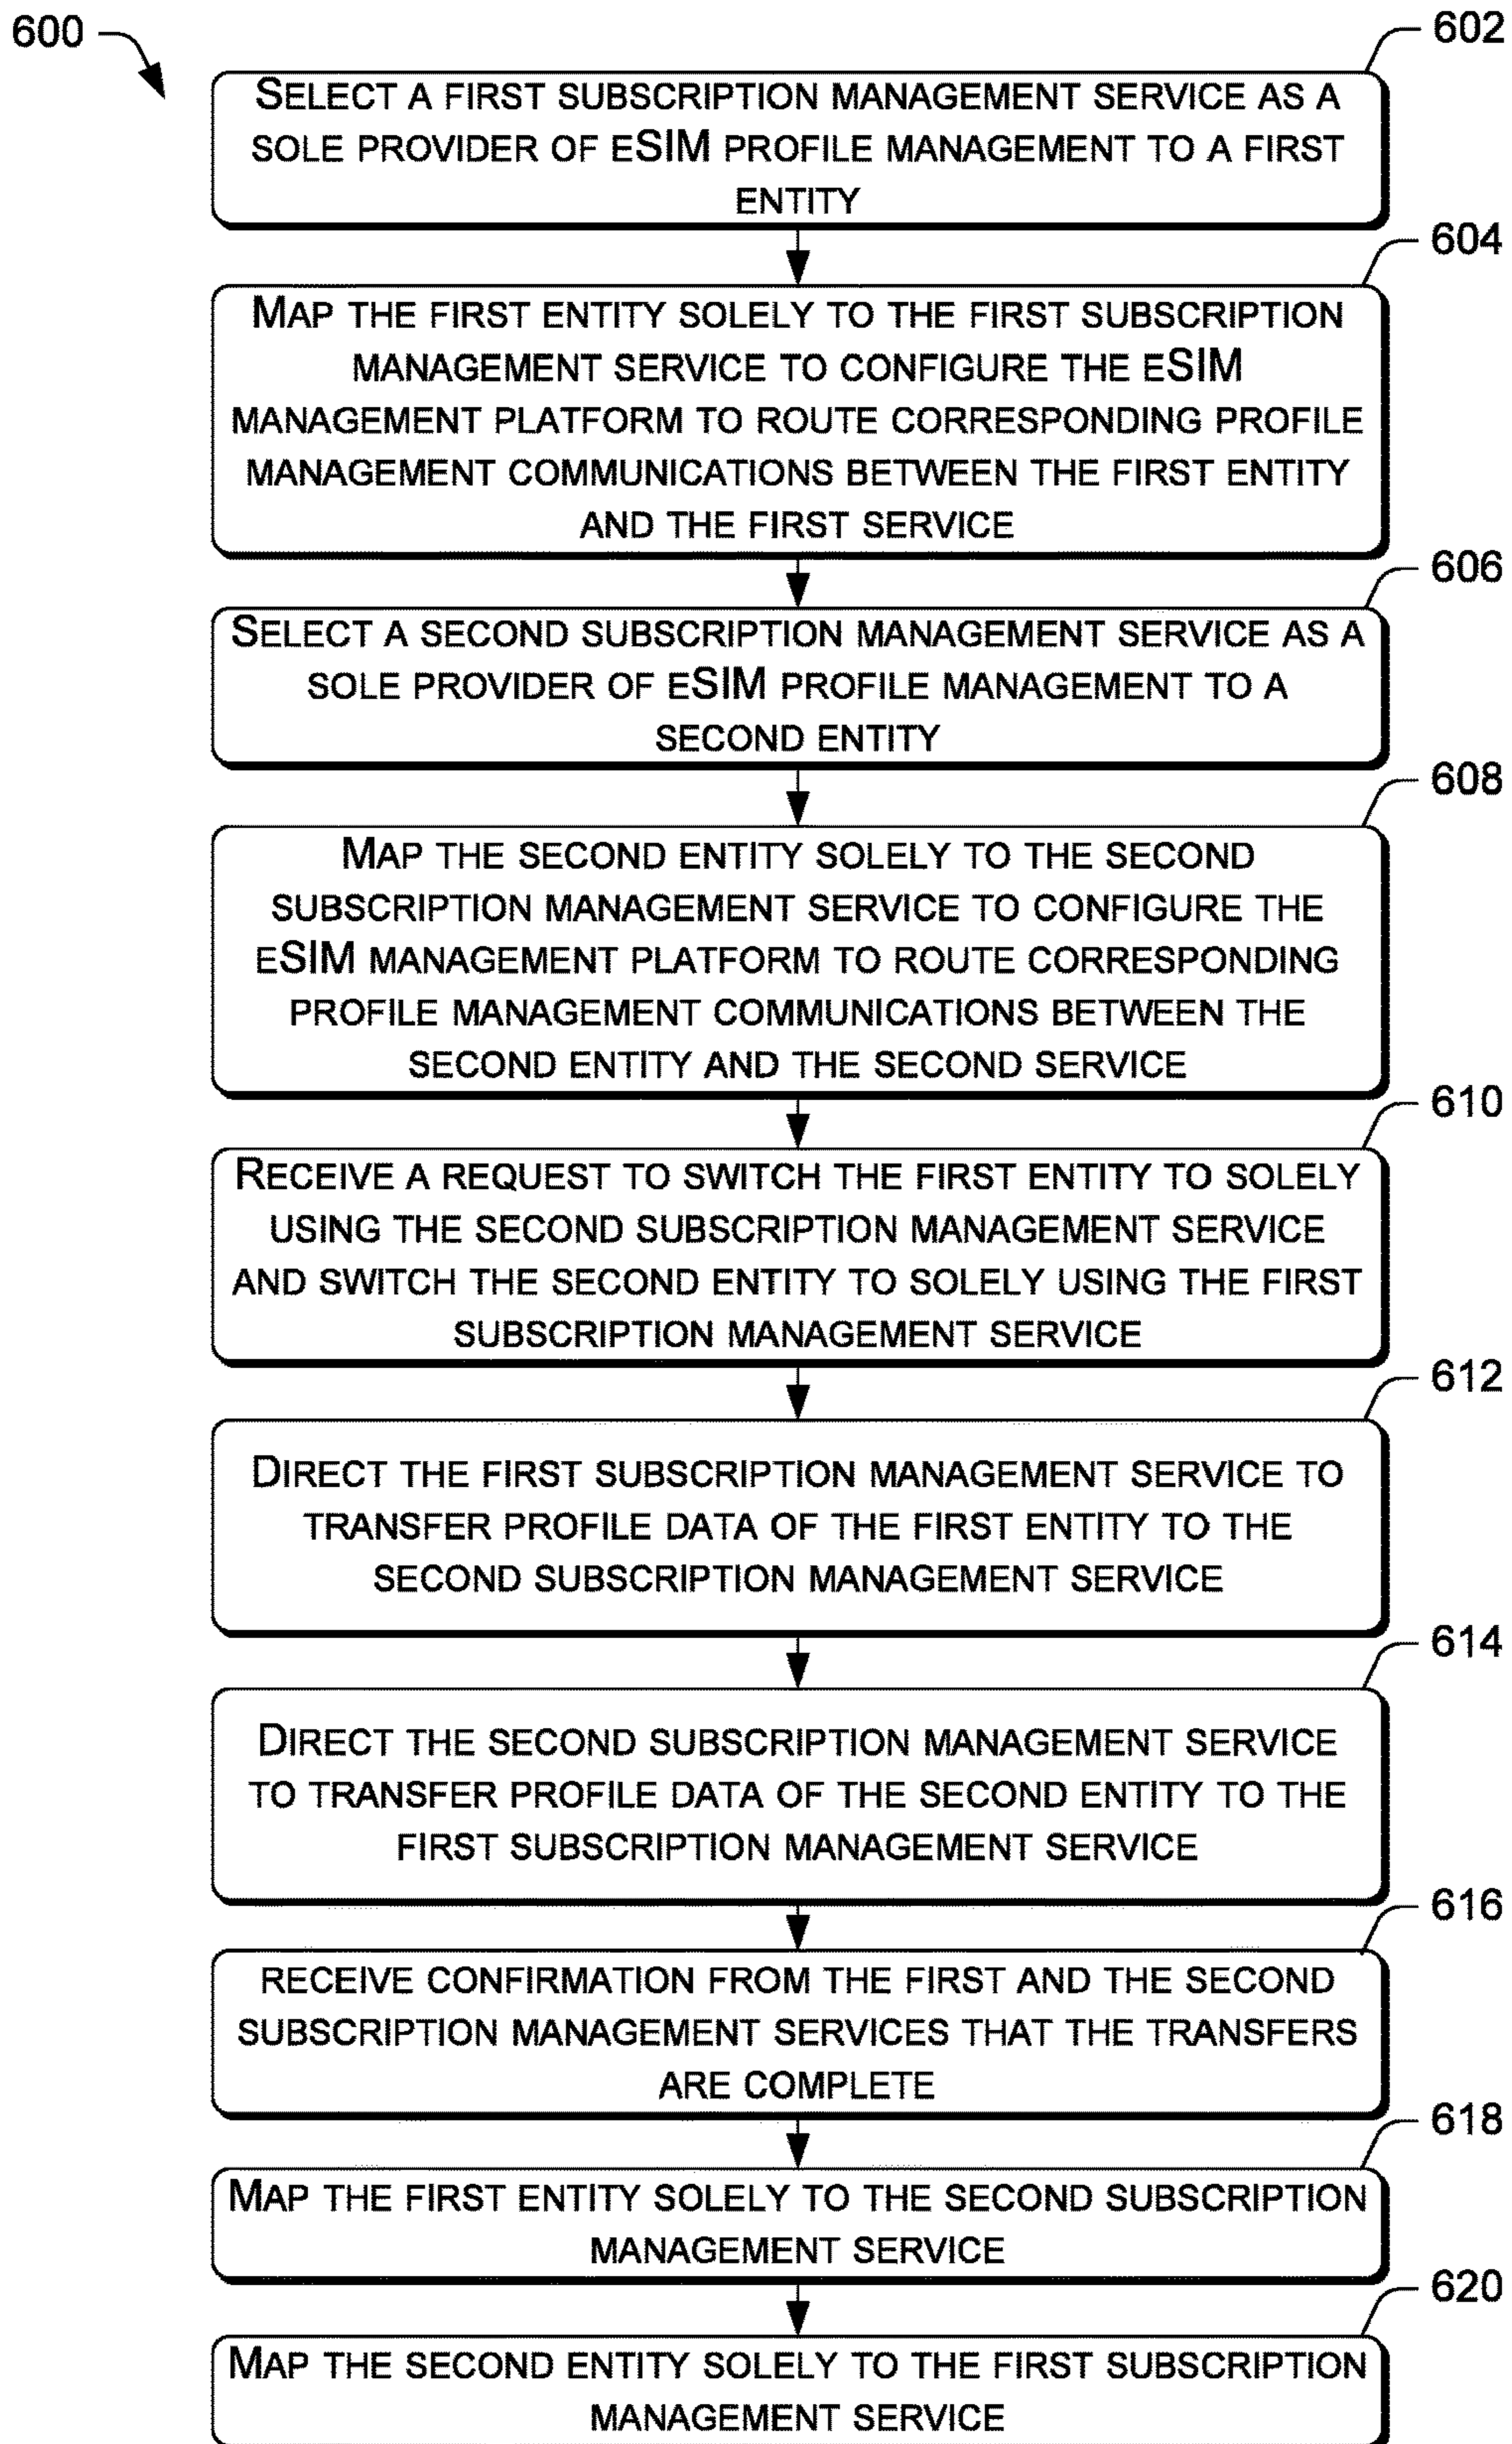 600
602
SELECT A FIRST SUBSCRIPTION MANAGEMENT SERVICE AS A
SOLE PROVIDER OF ESIM PROFILE MANAGEMENT TO A FIRST
ENTITY
604
MAP THE FIRST ENTITY SOLELY TO THE FIRST SUBSCRIPTION
MANAGEMENT SERVICE TO CONFIGURE THE ESIM
MANAGEMENT PLATFORM TO ROUTE CORRESPONDING PROFILE
MANAGEMENT COMMUNICATIONS BETWEEN THE FIRST ENTITY
AND THE FIRST SERVICE
606
SELECT A SECOND SUBSCRIPTION MANAGEMENT SERVICE AS A
SOLE PROVIDER OF ESIM PROFILE MANAGEMENT TO A
SECOND ENTITY
608
MAP THE SECOND ENTITY SOLELY TO THE SECOND
SUBSCRIPTION MANAGEMENT SERVICE TO CONFIGURE THE
ESIM MANAGEMENT PLATFORM TO ROUTE CORRESPONDING
PROFILE MANAGEMENT COMMUNICATIONS BETWEEN THE
SECOND ENTITY AND THE SECOND SERVICE
610
RECEIVE A REQUEST TO SWITCH THE FIRST ENTITY TO SOLELY
USING THE SECOND SUBSCRIPTION MANAGEMENT SERVICE
AND SWITCH THE SECOND ENTITY TO SOLELY USING THE FIRST
SUBSCRIPTION MANAGEMENT SERVICE
612
DIRECT THE FIRST SUBSCRIPTION MANAGEMENT SERVICE TO
TRANSFER PROFILE DATA OF THE FIRST ENTITY TO THE
SECOND SUBSCRIPTION MANAGEMENT SERVICE
614
DIRECT THE SECOND SUBSCRIPTION MANAGEMENT SERVICE
TO TRANSFER PROFILE DATA OF THE SECOND ENTITY TO THE
FIRST SUBSCRIPTION MANAGEMENT SERVICE
616
RECEIVE CONFIRMATION FROM THE FIRST AND THE SECOND
SUBSCRIPTION MANAGEMENT SERVICES THAT THE TRANSFERS
ARE COMPLETE
618
MAP THE FIRST ENTITY SOLELY TO THE SECOND SUBSCRIPTION
MANAGEMENT SERVICE
620
MAP THE SECOND ENTITY SOLELY TO THE FIRST SUBSCRIPTION
MANAGEMENT SERVICE